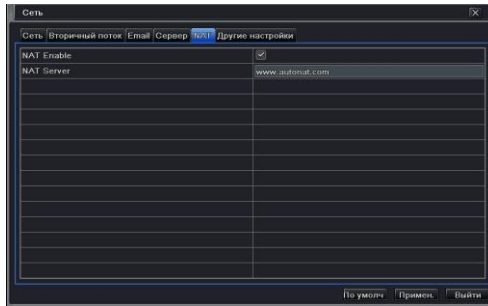 Сеть
Сеть Вторичный поток Email Сервер NAT Другие настройки
NAT Enable
NAT Server www.autonat.com
По умолч Примен. Выйти